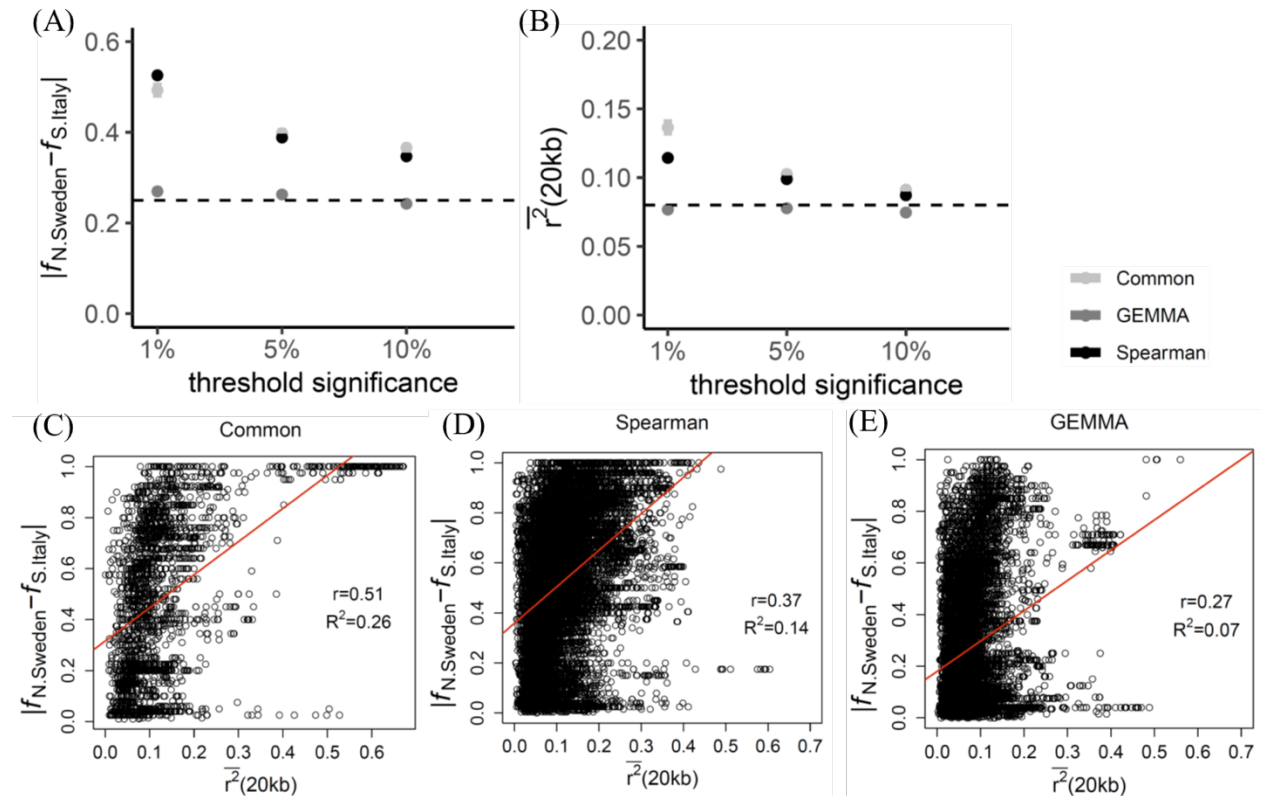 (A)
|fN.Sweden−fS.Italy|
0.6
0.4
0.2
0.0
1% 5% 10%
threshold significance
(B)
r²(20kb)
0.20
0.15
0.10
0.05
0.00
1% 5% 10%
threshold significance
Common
GEMMA
Spearman
(C)
Common
|fN.Sweden−fS.Italy|
1.0
0.8
0.6
0.4
0.2
0.0
r=0.51
R²=0.26
0.0 0.1 0.2 0.3 0.4 0.5 0.6
r²(20kb)
(D)
Spearman
|fN.Sweden−fS.Italy|
1.0
0.8
0.6
0.4
0.2
0.0
r=0.37
R²=0.14
0.0 0.1 0.2 0.3 0.4 0.5 0.6 0.7
r²(20kb)
(E)
GEMMA
|fN.Sweden−fS.Italy|
1.0
0.8
0.6
0.4
0.2
0.0
r=0.27
R²=0.07
0.0 0.1 0.2 0.3 0.4 0.5 0.6 0.7
r²(20kb)